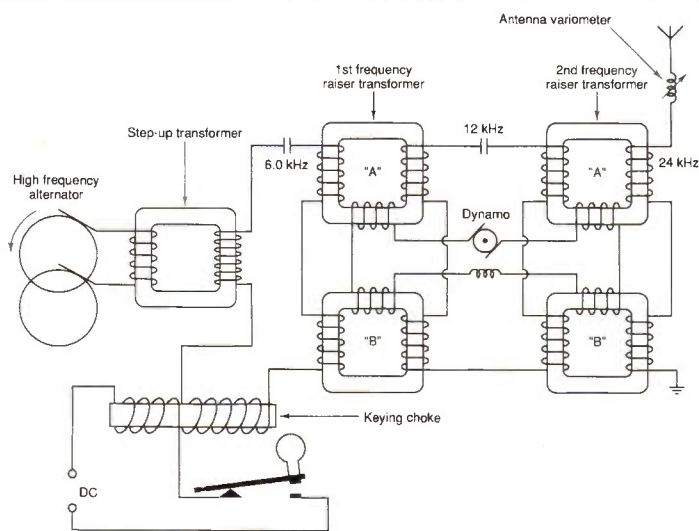 Antenna variometer
1st frequency
raiser transformer
2nd frequency
raiser transformer
Step-up transformer
12 kHz
6.0 kHz
"A"
"A"
24 kHz
High frequency
alternator
Dynamo
"B"
"B"
Keying choke
DC